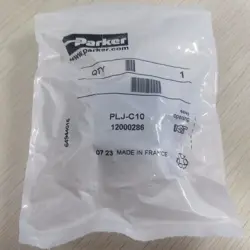 Parker
www.parker.com
QTY
1
PLJ-C10
12000286
07 23 MADE IN FRANCE